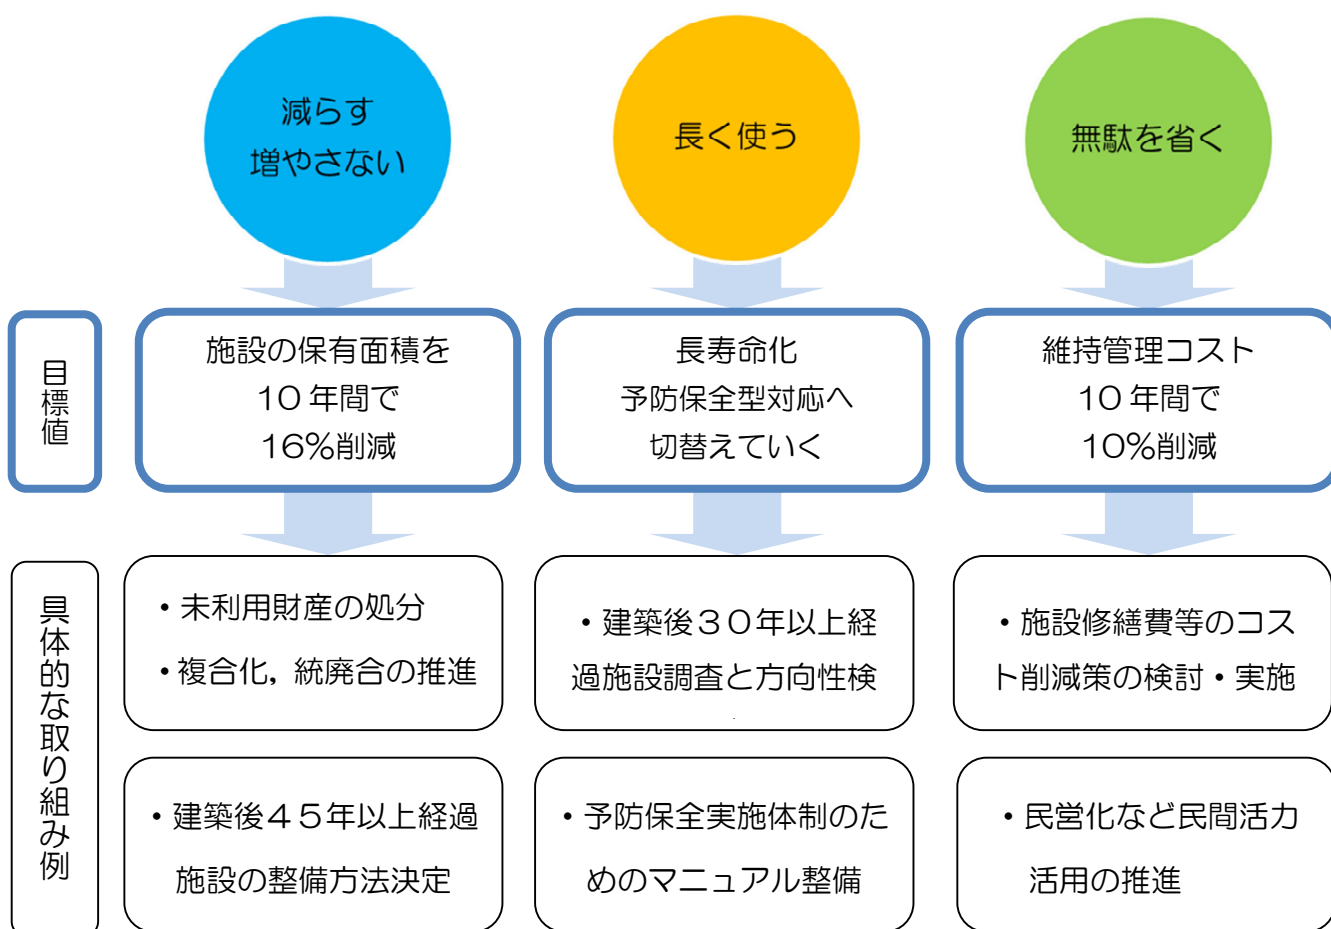 減らす
増やさない
長く使う
無駄を省く
目標値
施設の保有面積を
10年間で
16%削減
長寿命化
予防保全型対応へ
切替えていく
維持管理コスト
10年間で
10%削減
具体的な取り組み例
・未利用財産の処分
・複合化，統廃合の推進
・建築後３０年以上経
過施設調査と方向性検
・施設修繕費等のコス
ト削減策の検討・実施
・建築後４５年以上経過
施設の整備方法決定
・予防保全実施体制のた
めのマニュアル整備
・民営化など民間活力
活用の推進